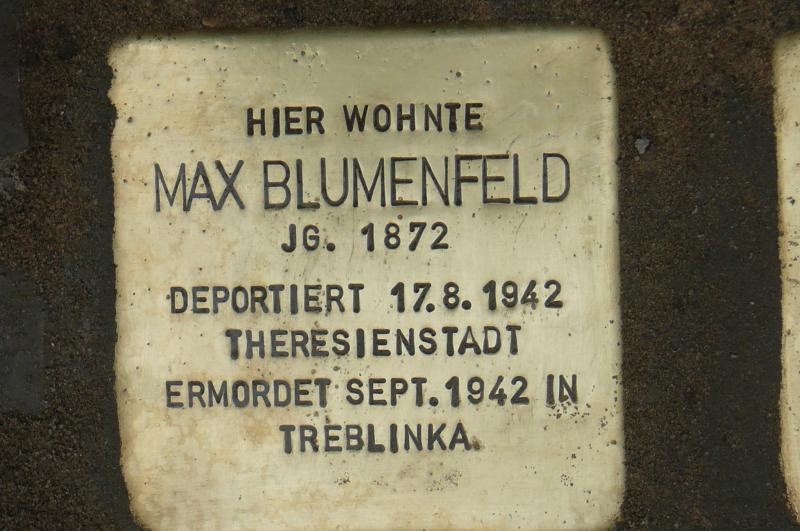 HIER WOHNTE
MAX BLUMENFELD
JG. 1872
DEPORTIERT 17.8.1942
THERESIENSTADT
ERMORDET SEPT.1942 IN
TREBLINKA.